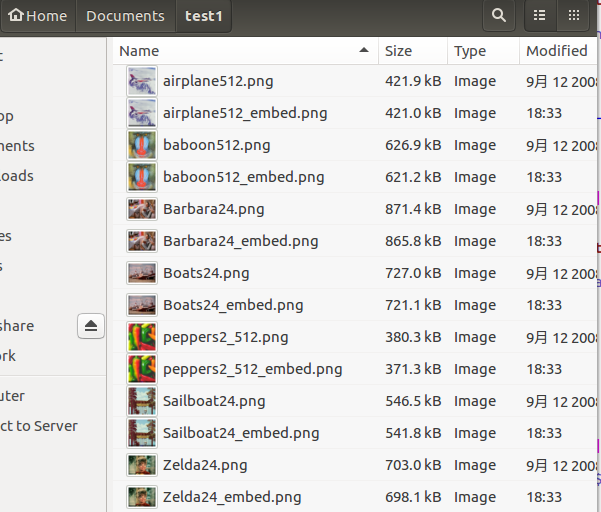 Home Documents test1
Name Size Type Modified
airplane512.png 421.9 kB Image 9月 12 2008
airplane512_embed.png 421.0 kB Image 18:33
baboon512.png 626.9 kB Image 9月 12 2008
baboon512_embed.png 621.2 kB Image 18:33
Barbara24.png 871.4 kB Image 9月 12 2008
Barbara24_embed.png 865.8 kB Image 18:33
Boats24.png 727.0 kB Image 9月 12 2008
Boats24_embed.png 721.1 kB Image 18:33
peppers2_512.png 380.3 kB Image 9月 12 2008
peppers2_512_embed.png 371.3 kB Image 18:33
Sailboat24.png 546.5 kB Image 9月 12 2008
Sailboat24_embed.png 541.8 kB Image 18:33
Zelda24.png 703.0 kB Image 9月 12 2008
Zelda24_embed.png 698.1 kB Image 18:33
t
op
nents
loads
es
s
share
ork
uter
ct to Server